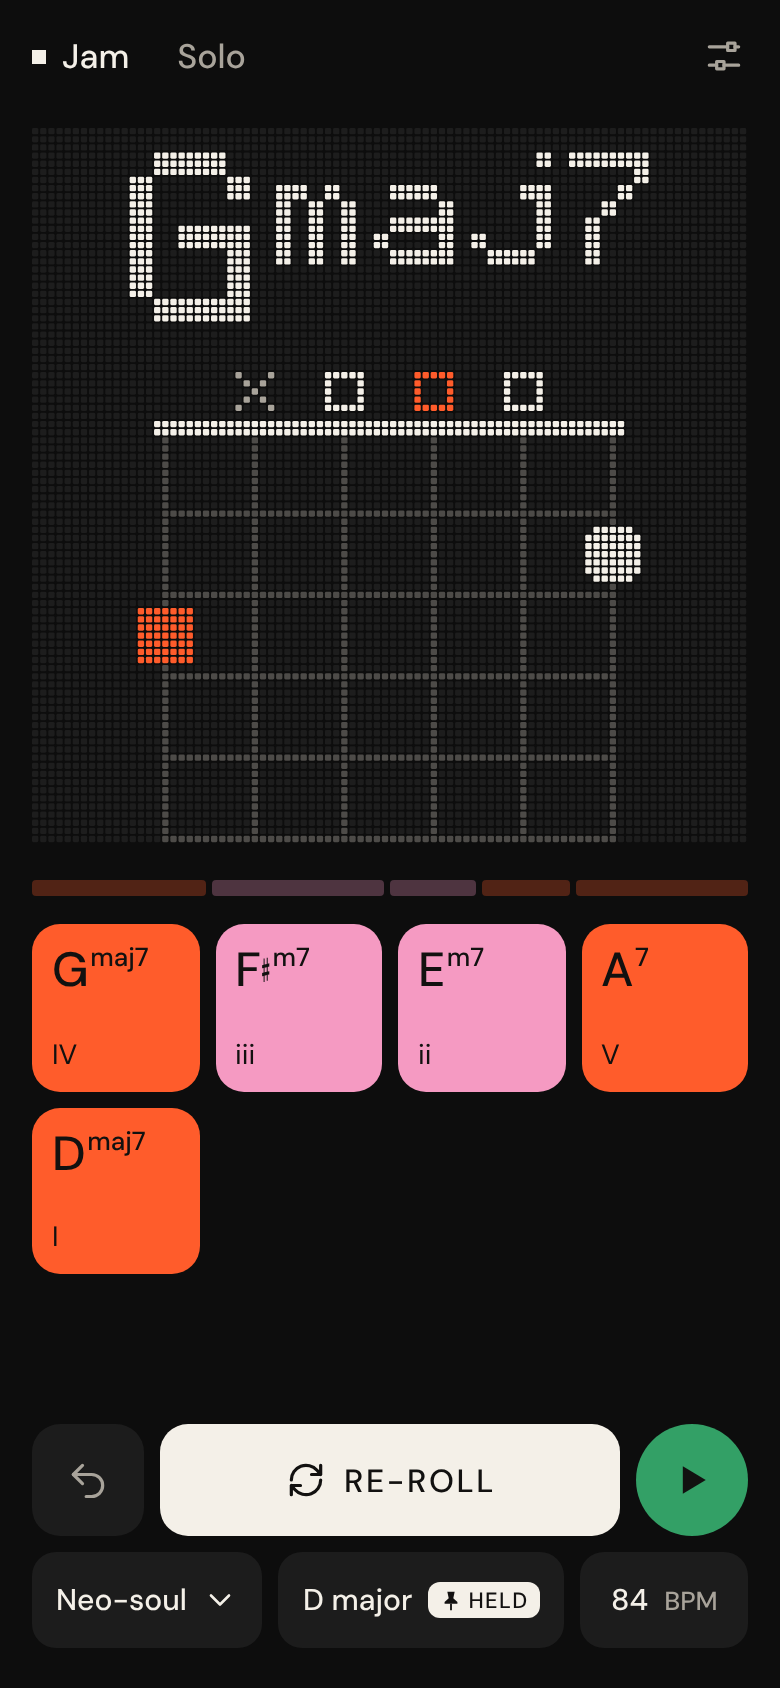 Jam Solo
Gmaj7
Gmaj7 F♯m7 Em7 A7
IV iii ii V
Dmaj7
I
RE-ROLL
Neo-soul D major HELD 84 BPM